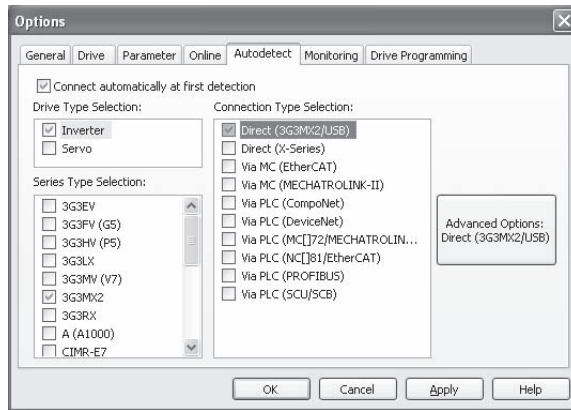 Options
General Drive Parameter Online Autodetect Monitoring Drive Programming
Connect automatically at first detection
Drive Type Selection:
Inverter
Servo
Series Type Selection:
3G3EV
3G3FV (G5)
3G3HV (P5)
3G3LX
3G3MV (V7)
3G3MX2
3G3RX
A (A1000)
CIMR-E7
Connection Type Selection:
Direct (3G3MX2/USB)
Direct (X-Series)
Via MC (EtherCAT)
Via MC (MECHATROLINK-II)
Via PLC (CompoNet)
Via PLC (DeviceNet)
Via PLC (MC[]72/MECHATROLIN...
Via PLC (NC[]81/EtherCAT)
Via PLC (PROFIBUS)
Via PLC (SCU/SCB)
Advanced Options:
Direct (3G3MX2/USB)
OK Cancel Apply Help